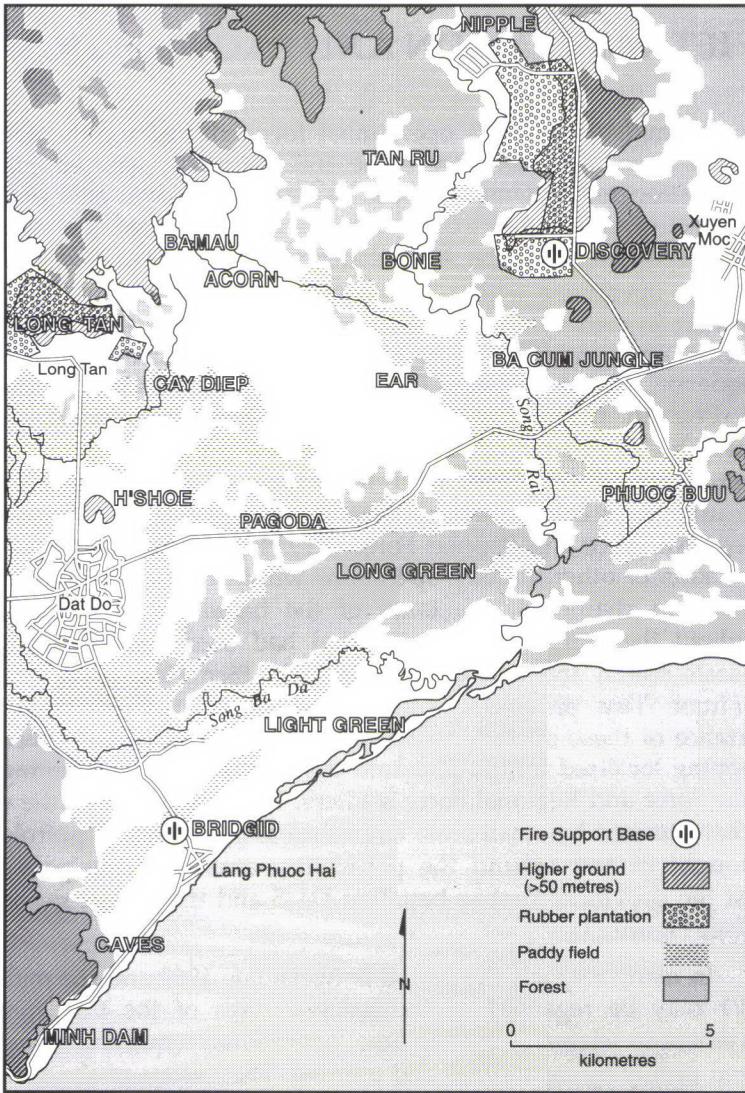 NIPPLE
TAN RU
Xuyen
Moc
BAMAU
BONE
DISCOVERY
ACORN
LONG TAN
Long Tan
BA CUM JUNGLE
CAY DIEP
EAR
Song
Rai
H'SHOE
PHUOC BUU
PAGODA
LONG GREEN
Dat Do
Song Ba Da
LIGHT GREEN
BRIDGID
Lang Phuoc Hai
CAVES
MINH DAM
N
Fire Support Base
Higher ground
(>50 metres)
Rubber plantation
Paddy field
Forest
0 5
kilometres